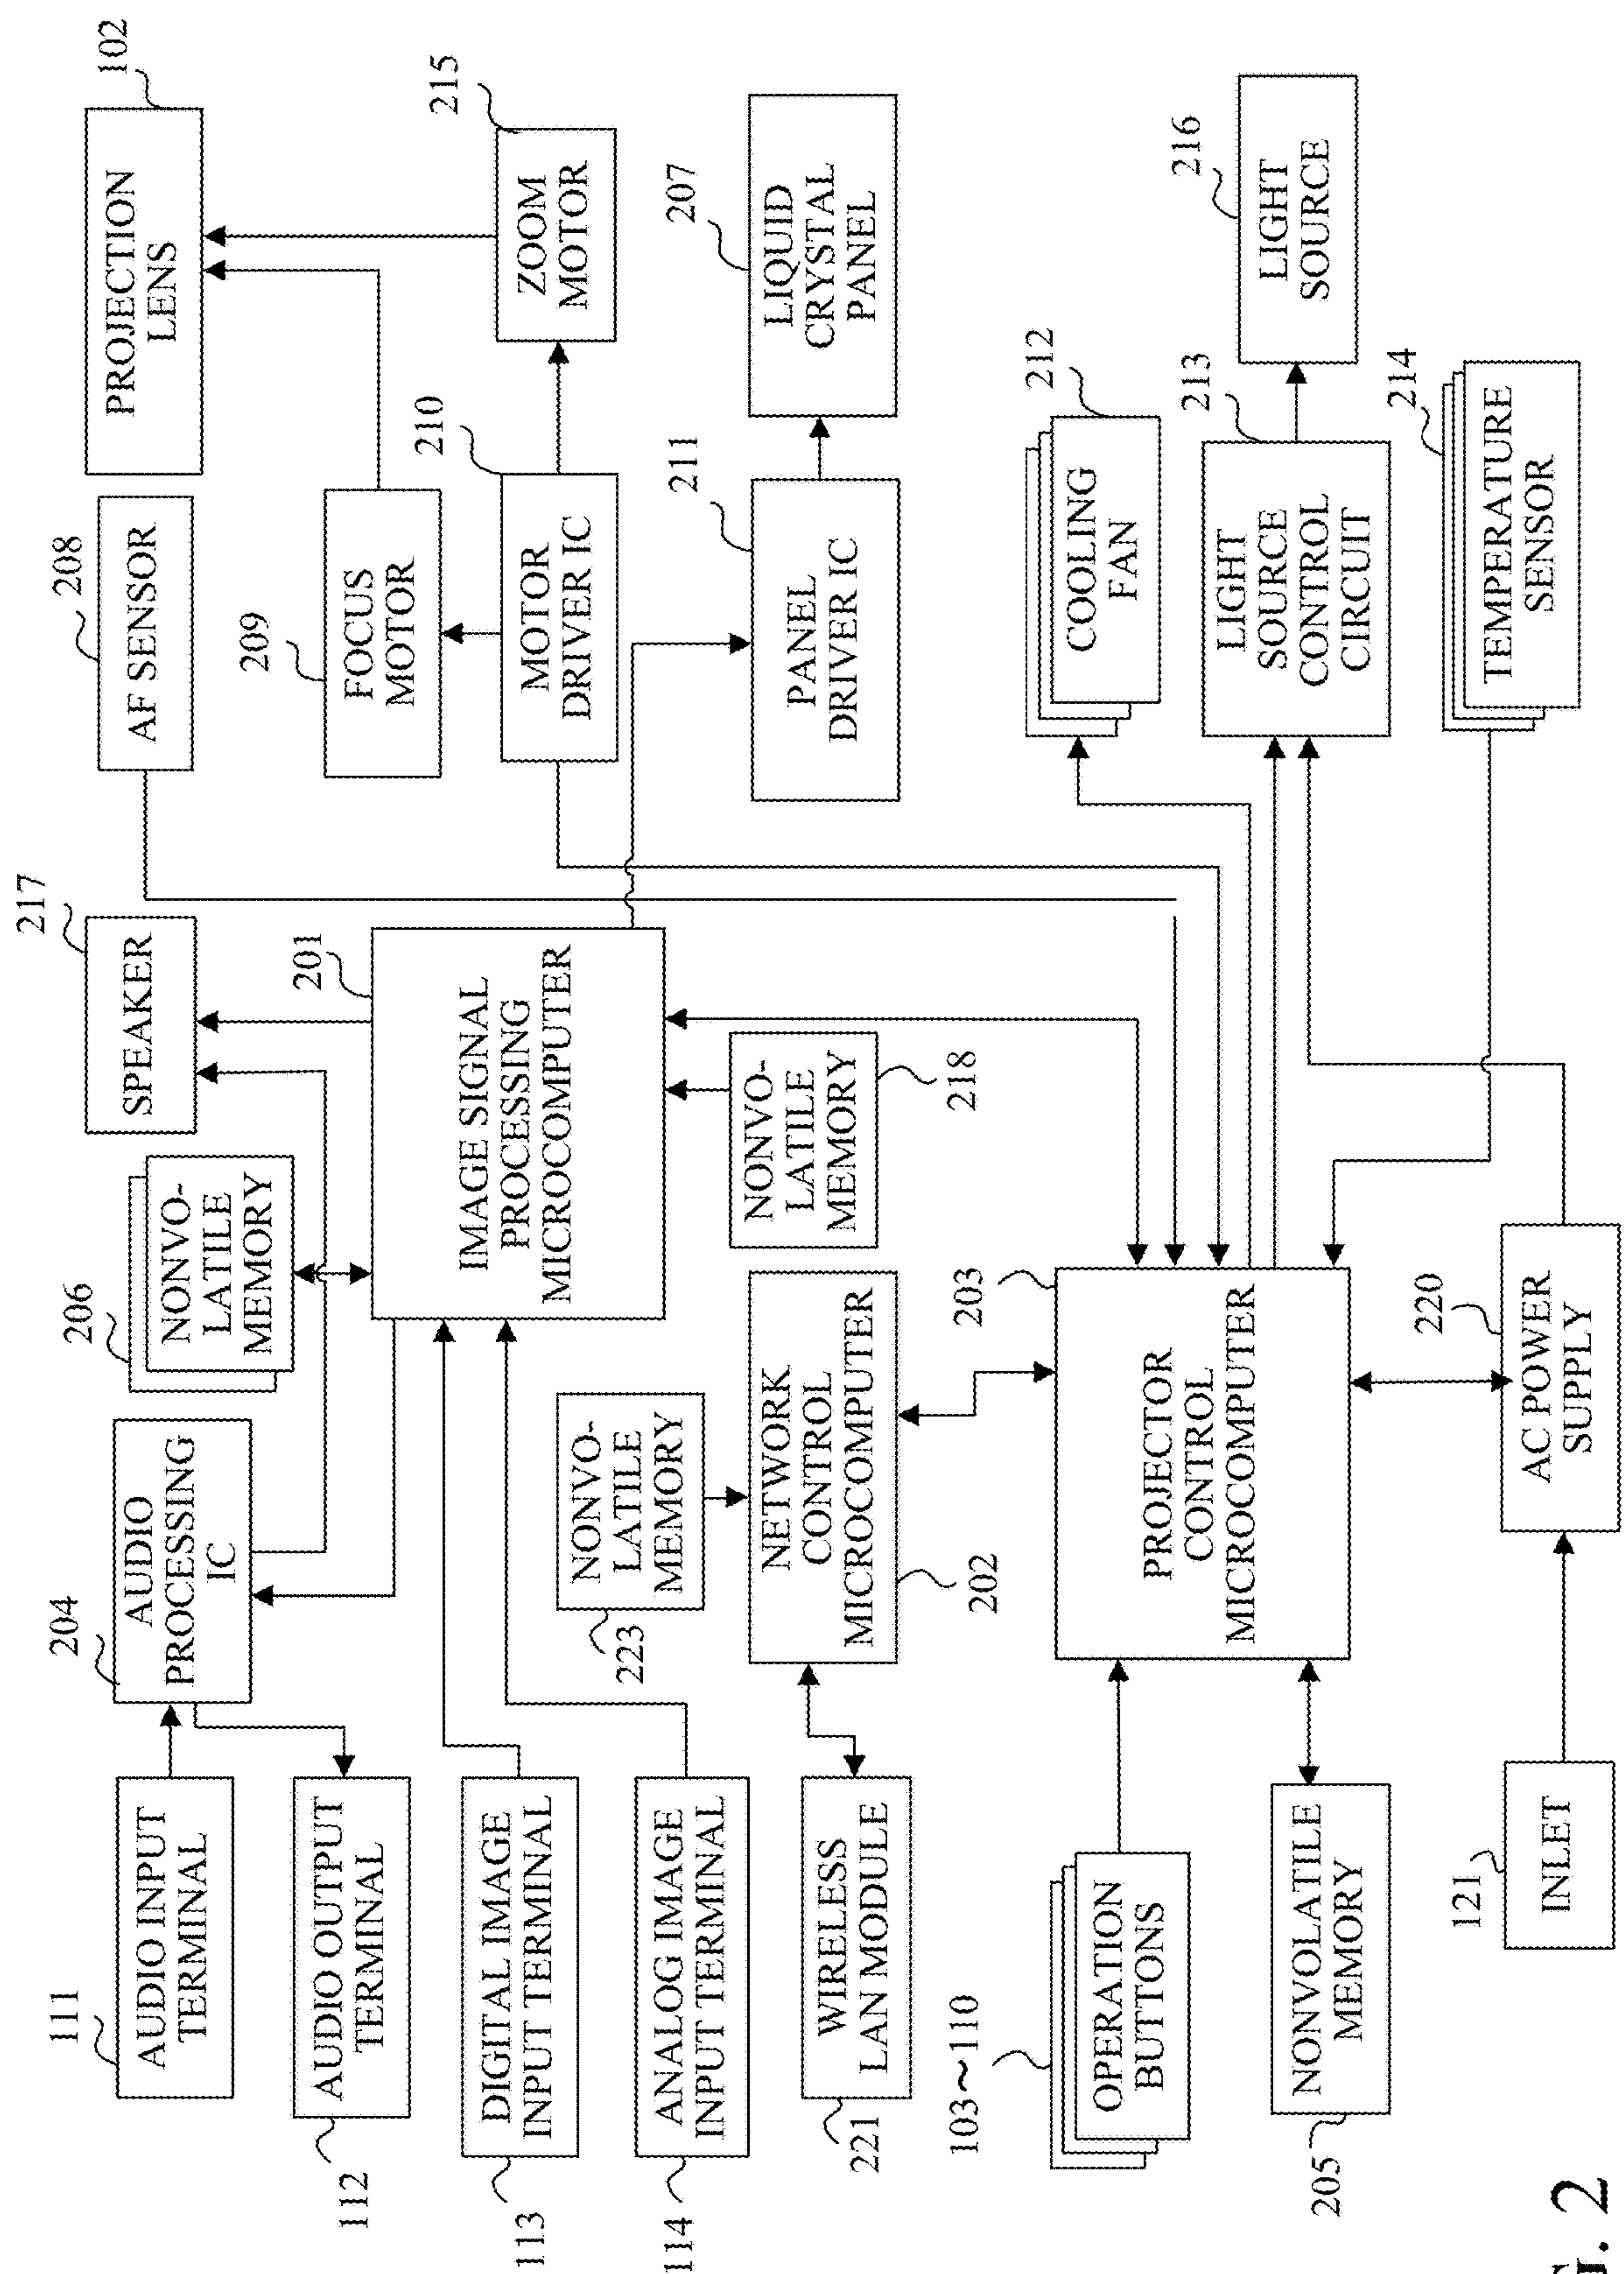 111
AUDIO INPUT
TERMINAL
204
AUDIO
PROCESSING
IC
206
NONVO-
LATILE
MEMORY
217
SPEAKER
208
AF SENSOR
102
PROJECTION
LENS
112
AUDIO OUTPUT
TERMINAL
201
IMAGE SIGNAL
PROCESSING
MICROCOMPUTER
209
FOCUS
MOTOR
210
MOTOR
DRIVER IC
215
ZOOM
MOTOR
113
DIGITAL IMAGE
INPUT TERMINAL
114
ANALOG IMAGE
INPUT TERMINAL
223
NONVO-
LATILE
MEMORY
218
NONVO-
LATILE
MEMORY
211
PANEL
DRIVER IC
207
LIQUID
CRYSTAL
PANEL
221
WIRELESS
LAN MODULE
202
NETWORK
CONTROL
MICROCOMPUTER
103~110
OPERATION
BUTTONS
203
PROJECTOR
CONTROL
MICROCOMPUTER
212
COOLING
FAN
213
LIGHT
SOURCE
CONTROL
CIRCUIT
216
LIGHT
SOURCE
205
NONVOLATILE
MEMORY
214
TEMPERATURE
SENSOR
121
INLET
220
AC POWER
SUPPLY
G. 2